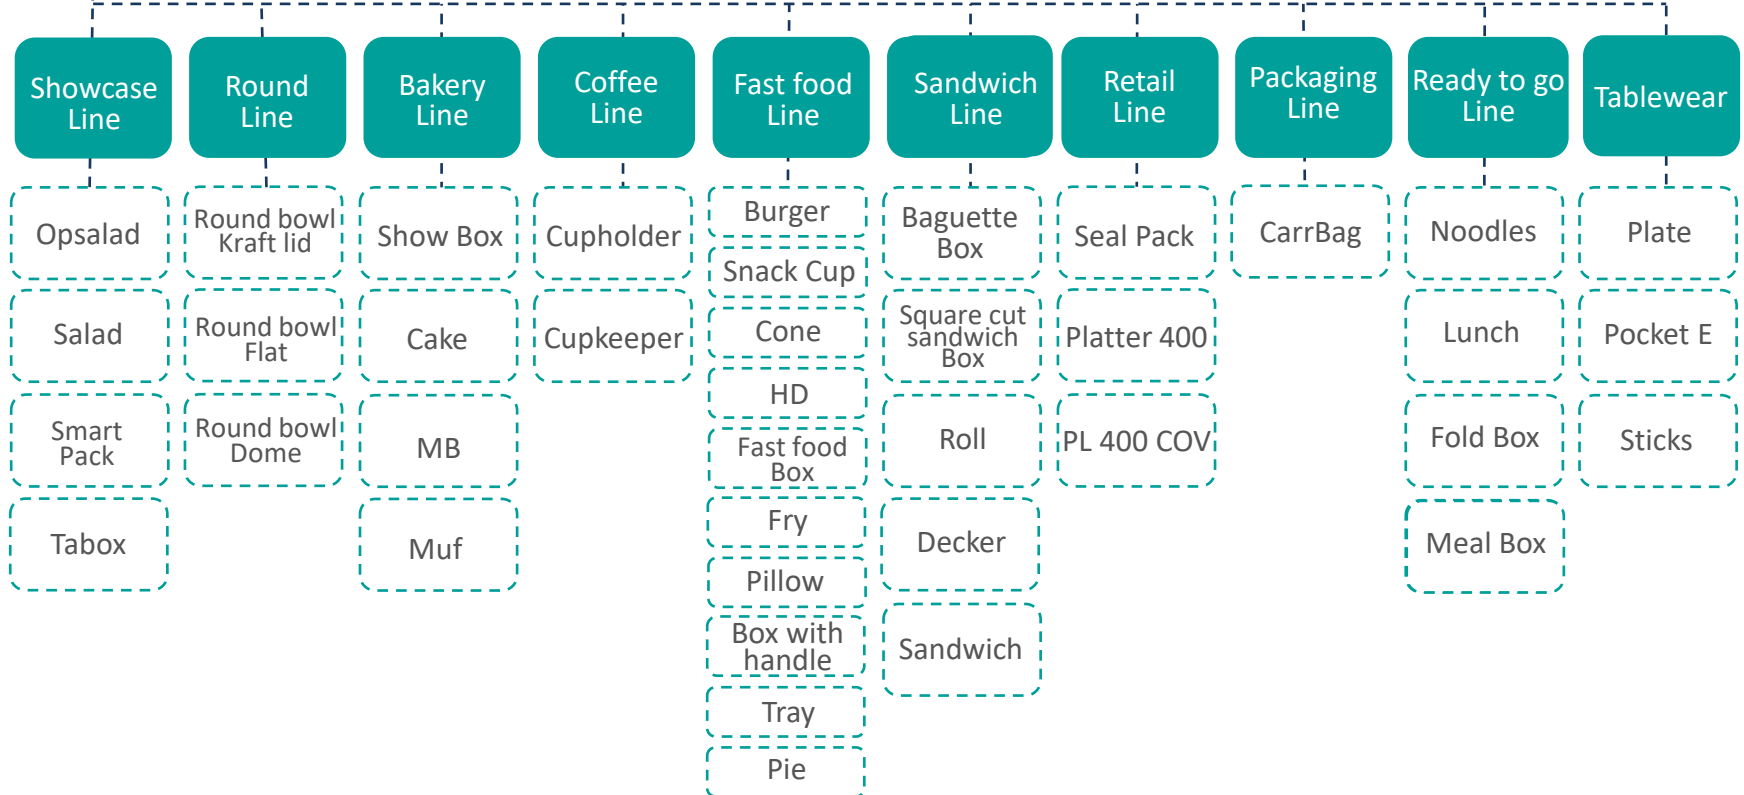 Showcase
Line
Round
Line
Bakery
Line
Coffee
Line
Fast food
Line
Sandwich
Line
Retail
Line
Packaging
Line
Ready to go
Line
Tablewear
Opsalad
Salad
Smart
Pack
Tabox
Round bowl
Kraft lid
Round bowl
Flat
Round bowl
Dome
Show Box
Cake
MB
Muf
Cupholder
Cupkeeper
Burger
Snack Cup
Cone
HD
Fast food
Box
Fry
Pillow
Box with
handle
Tray
Pie
Baguette
Box
Square cut
sandwich
Box
Roll
Decker
Sandwich
Seal Pack
Platter 400
PL 400 COV
CarrBag
Noodles
Lunch
Fold Box
Meal Box
Plate
Pocket E
Sticks